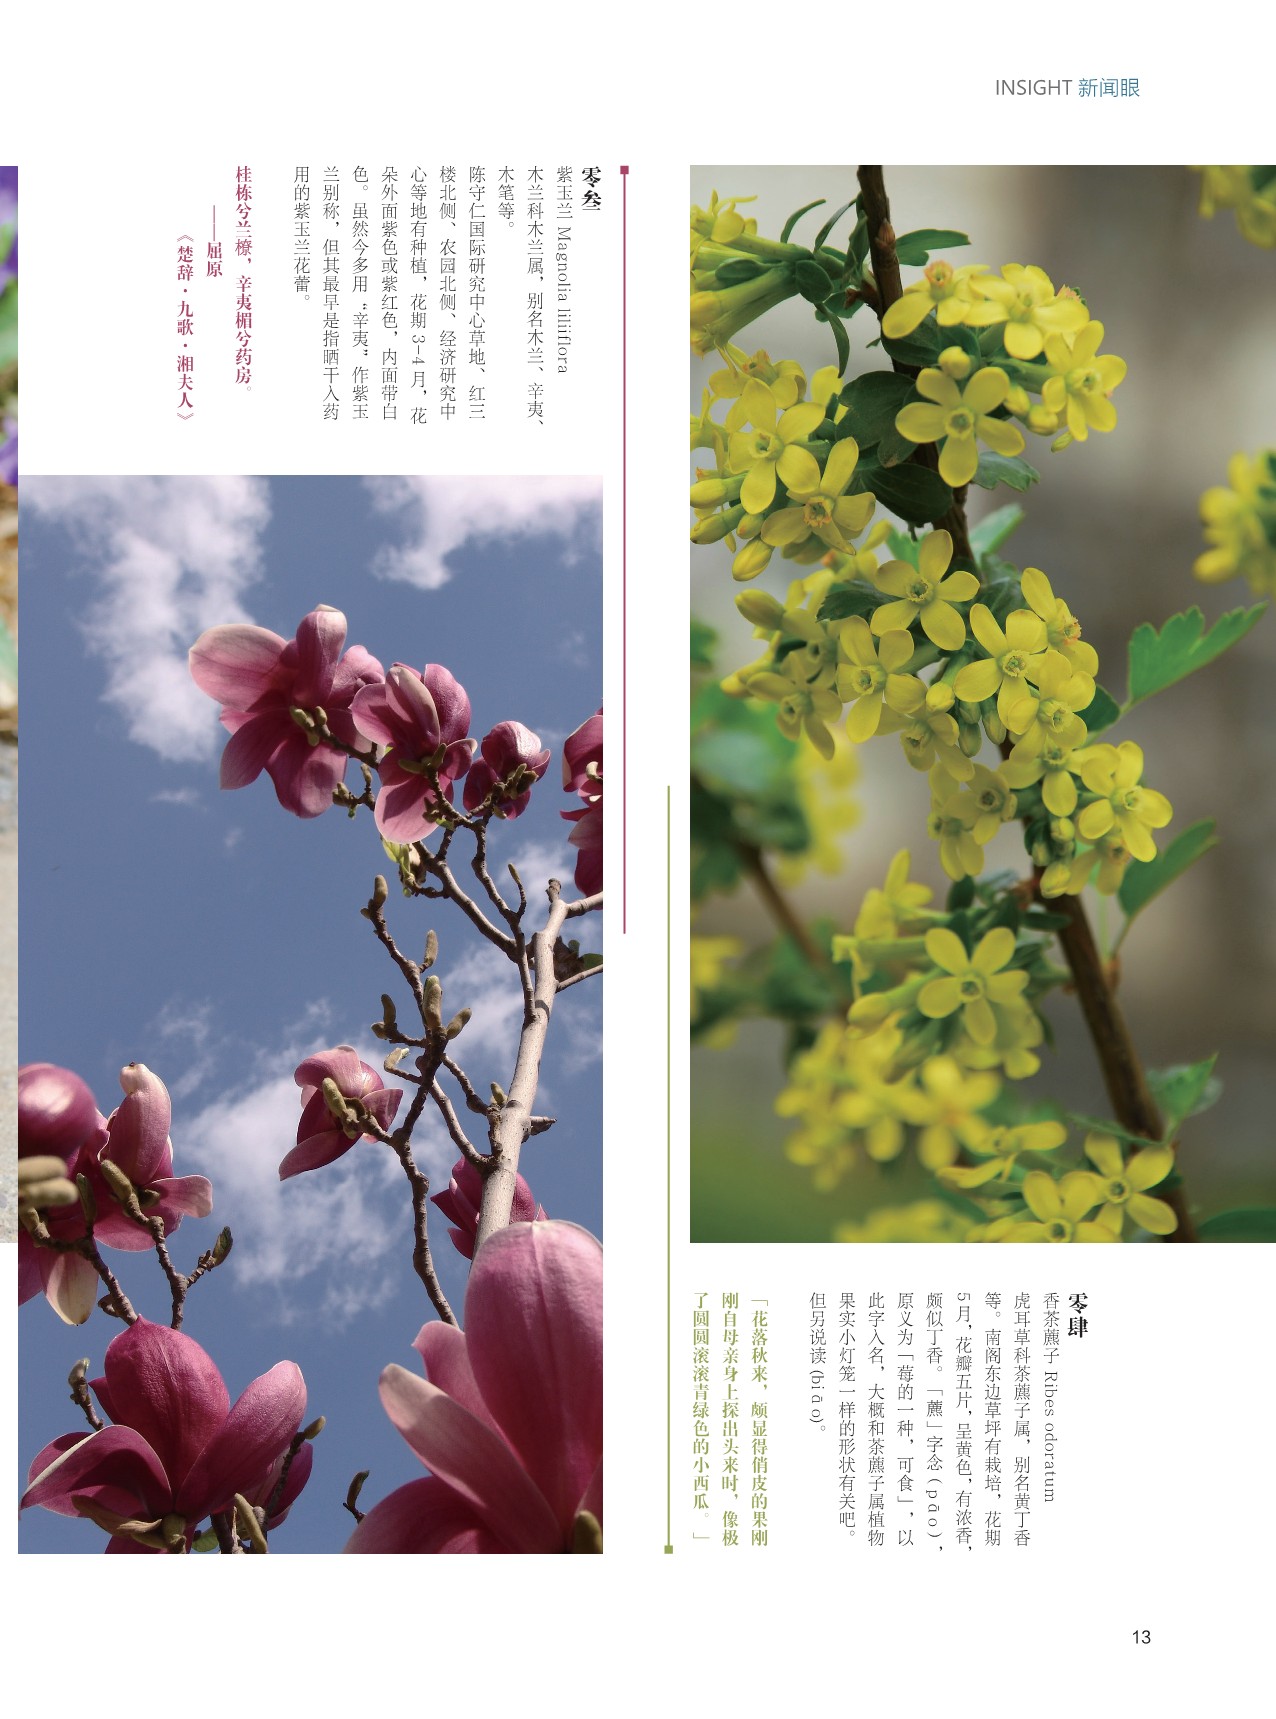 INSIGHT 新闻眼
零叁
紫玉兰 Magnolia liliiflora
木兰科木兰属，别名木兰、辛夷、
木笔等。
陈守仁国际研究中心草地、红三
楼北侧、农园北侧、经济研究中
心等地有种植，花期 3-4 月，花
朵外面紫色或紫红色，内面带白
色。虽然今多用“辛夷”作紫玉
兰别称，但其最早是指晒干入药
用的紫玉兰花蕾。
桂栋兮兰橑，辛夷楣兮药房。
——屈原
《楚辞·九歌·湘夫人》
零肆
香茶藨子 Ribes odoratum
虎耳草科茶藨子属，别名黄丁香
等。南阁东边草坪有栽培，花期
5 月，花瓣五片，呈黄色，有浓香，
颇似丁香。「藨」字念（pāo），
原义为「莓的一种，可食」，以
此字入名，大概和茶藨子属植物
果实小灯笼一样的形状有关吧。
但另说读 (biāo)。
「花落秋来，颇显得俏皮的果刚
刚自母亲身上探出头来时，像极
了圆圆滚滚青绿色的小西瓜。」
13